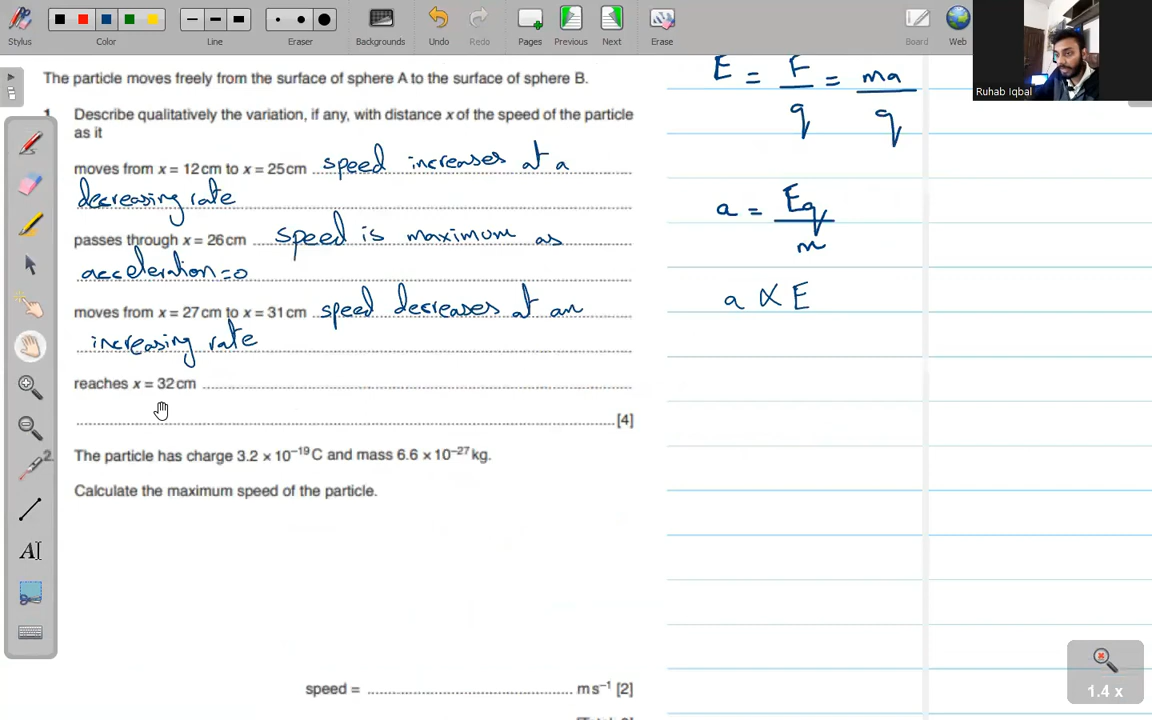 Stylus
Color
Line
Eraser
Backgrounds
Undo
Redo
Pages
Previous
Next
Erase
Board
Web
Ruhab Iqbal
The particle moves freely from the surface of sphere A to the surface of sphere B.
1. Describe qualitatively the variation, if any, with distance x of the speed of the particle
as it
moves from x = 12 cm to x = 25 cm speed increases at a
decreasing rate
passes through x = 26 cm speed is maximum as
acceleration = 0
moves from x = 27 cm to x = 31 cm speed decreases at an
increasing rate
reaches x = 32 cm
[4]
2. The particle has charge 3.2 × 10⁻¹⁹ C and mass 6.6 × 10⁻²⁷ kg.
Calculate the maximum speed of the particle.
speed = m s⁻¹ [2]
E = F/q = ma/q
a = Eq/m
a ∝ E
AI
1.4 x